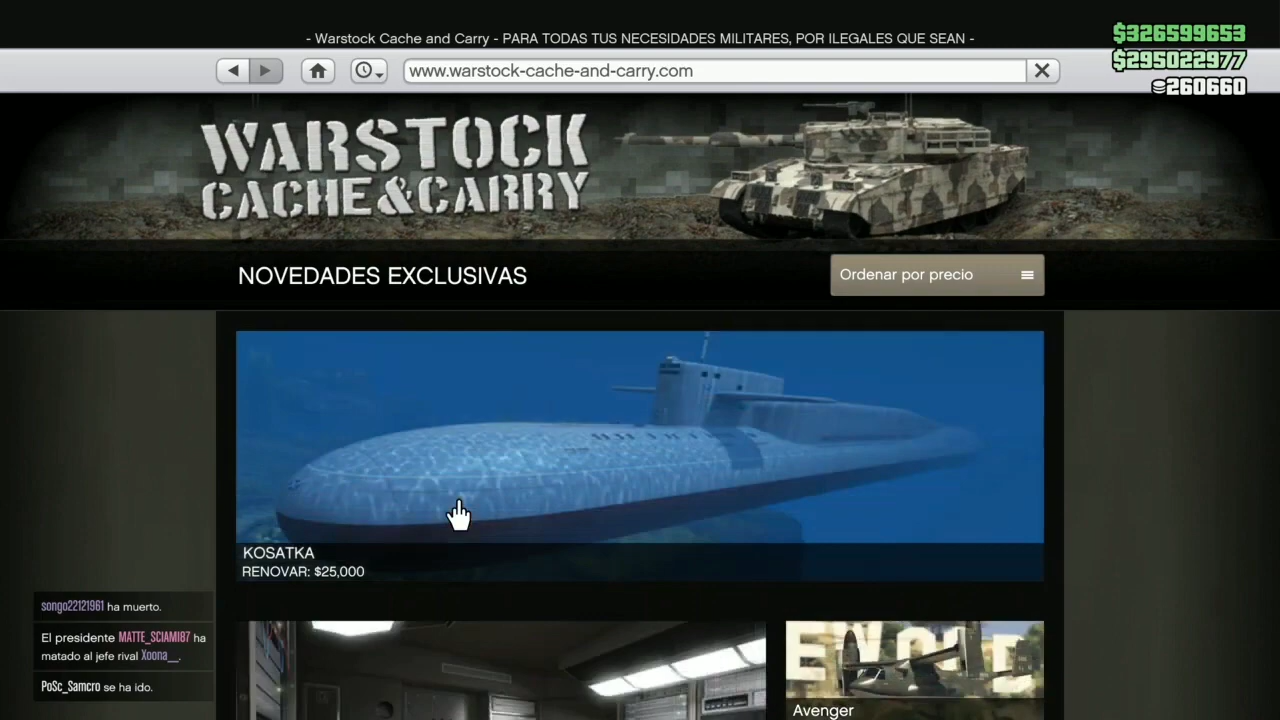 - Warstock Cache and Carry - PARA TODAS TUS NECESIDADES MILITARES, POR ILEGALES QUE SEAN -
$326599653
$295022977
260660
www.warstock-cache-and-carry.com
WARSTOCK
CACHE&CARRY
NOVEDADES EXCLUSIVAS
Ordenar por precio
KOSATKA
RENOVAR: $25,000
songo22121961 ha muerto.
El presidente MATTE_SCIAMI87 ha
matado al jefe rival Xoona__.
PoSc_Samcro se ha ido.
Avenger